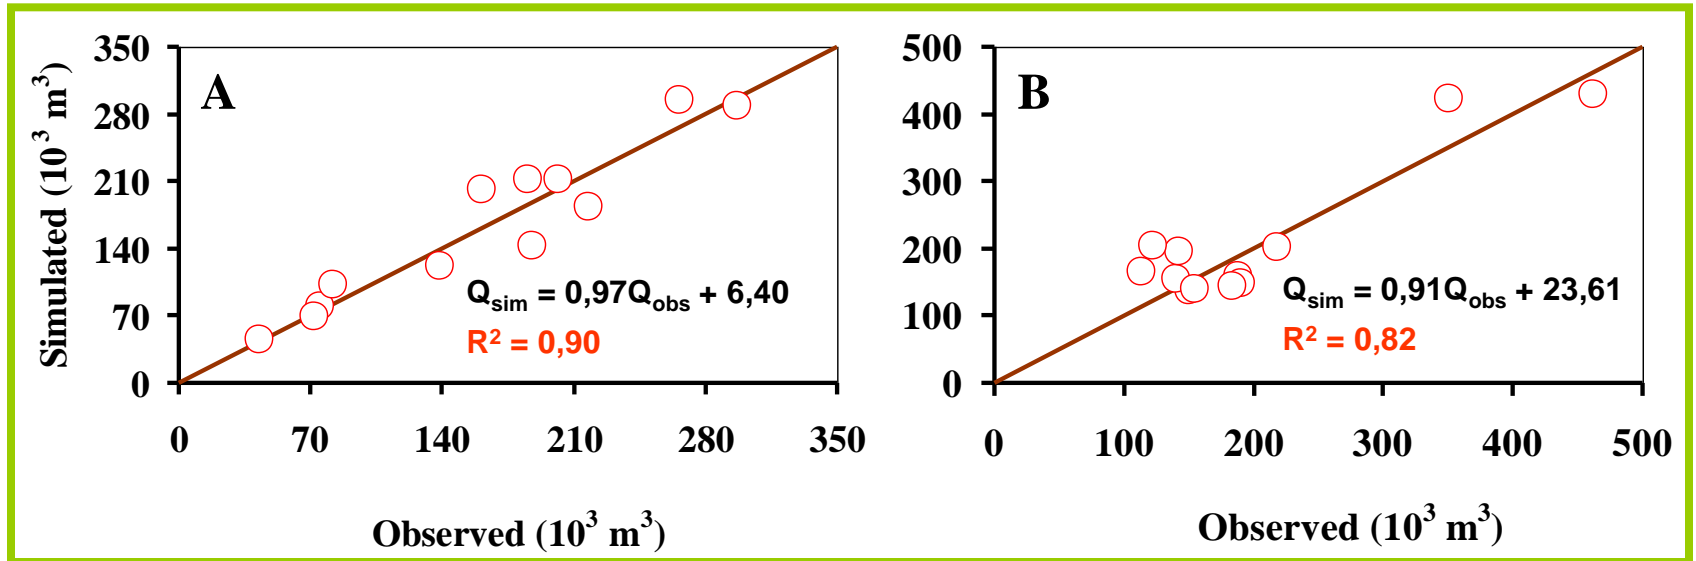 A
Simulated (10³ m³)
350
280
210
140
70
0
0 70 140 210 280 350
Qsim = 0,97Qobs + 6,40
R² = 0,90
Observed (10³ m³)
B
500
400
300
200
100
0
0 100 200 300 400 500
Qsim = 0,91Qobs + 23,61
R² = 0,82
Observed (10³ m³)